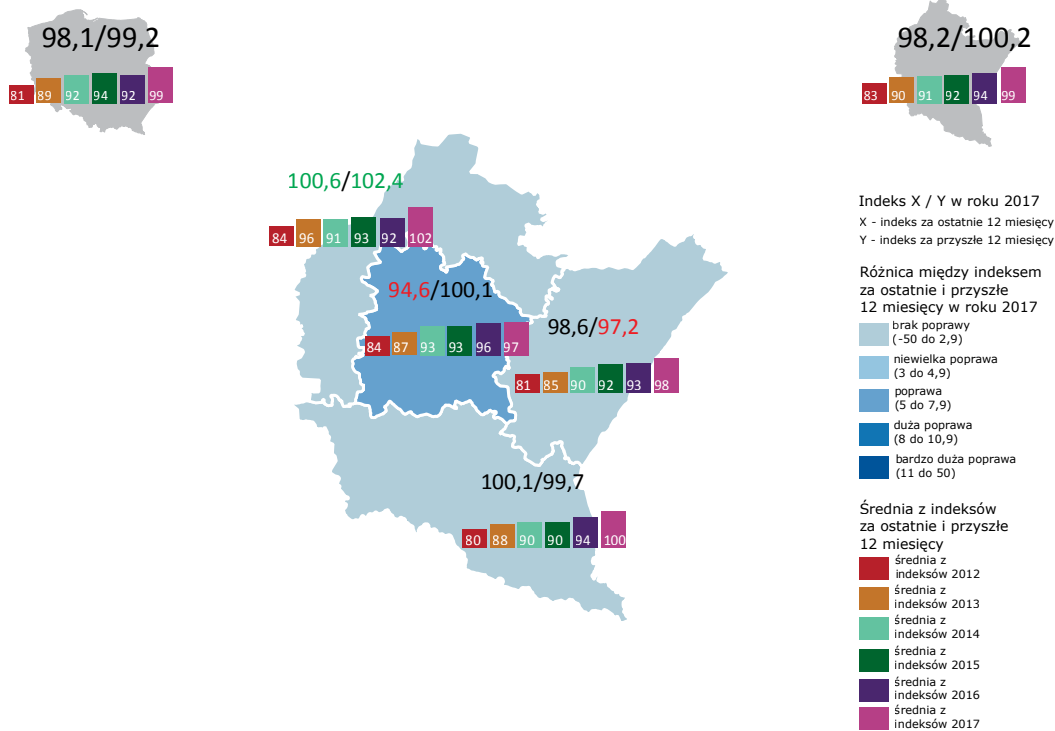 98,1/99,2
81 89 92 94 92 99
98,2/100,2
83 90 91 92 94 99
100,6/102,4
84 96 91 93 92 102
94,6/100,1
84 87 93 93 96 97
98,6/97,2
81 85 90 92 93 98
100,1/99,7
80 88 90 90 94 100
Indeks X / Y w roku 2017
X - indeks za ostatnie 12 miesięcy
Y - indeks za przyszłe 12 miesięcy
Różnica między indeksem
za ostatnie i przyszłe
12 miesięcy w roku 2017
brak poprawy
(-50 do 2,9)
niewielka poprawa
(3 do 4,9)
poprawa
(5 do 7,9)
duża poprawa
(8 do 10,9)
bardzo duża poprawa
(11 do 50)
Średnia z indeksów
za ostatnie i przyszłe
12 miesięcy
średnia z
indeksów 2012
średnia z
indeksów 2013
średnia z
indeksów 2014
średnia z
indeksów 2015
średnia z
indeksów 2016
średnia z
indeksów 2017